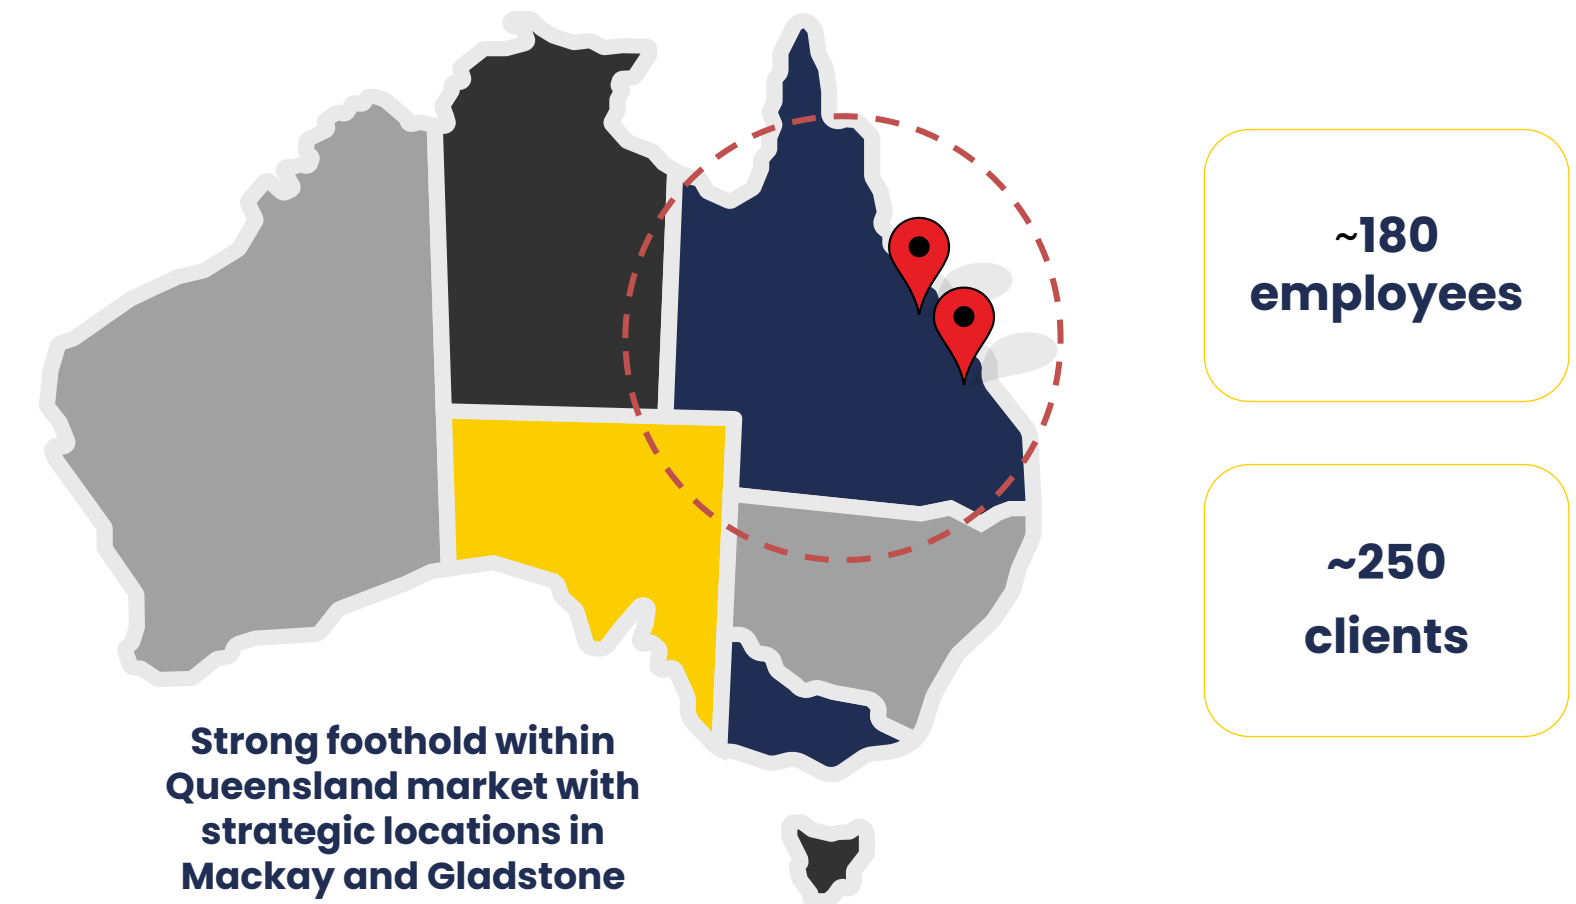 ~180
employees
~250
clients
Strong foothold within
Queensland market with
strategic locations in
Mackay and Gladstone